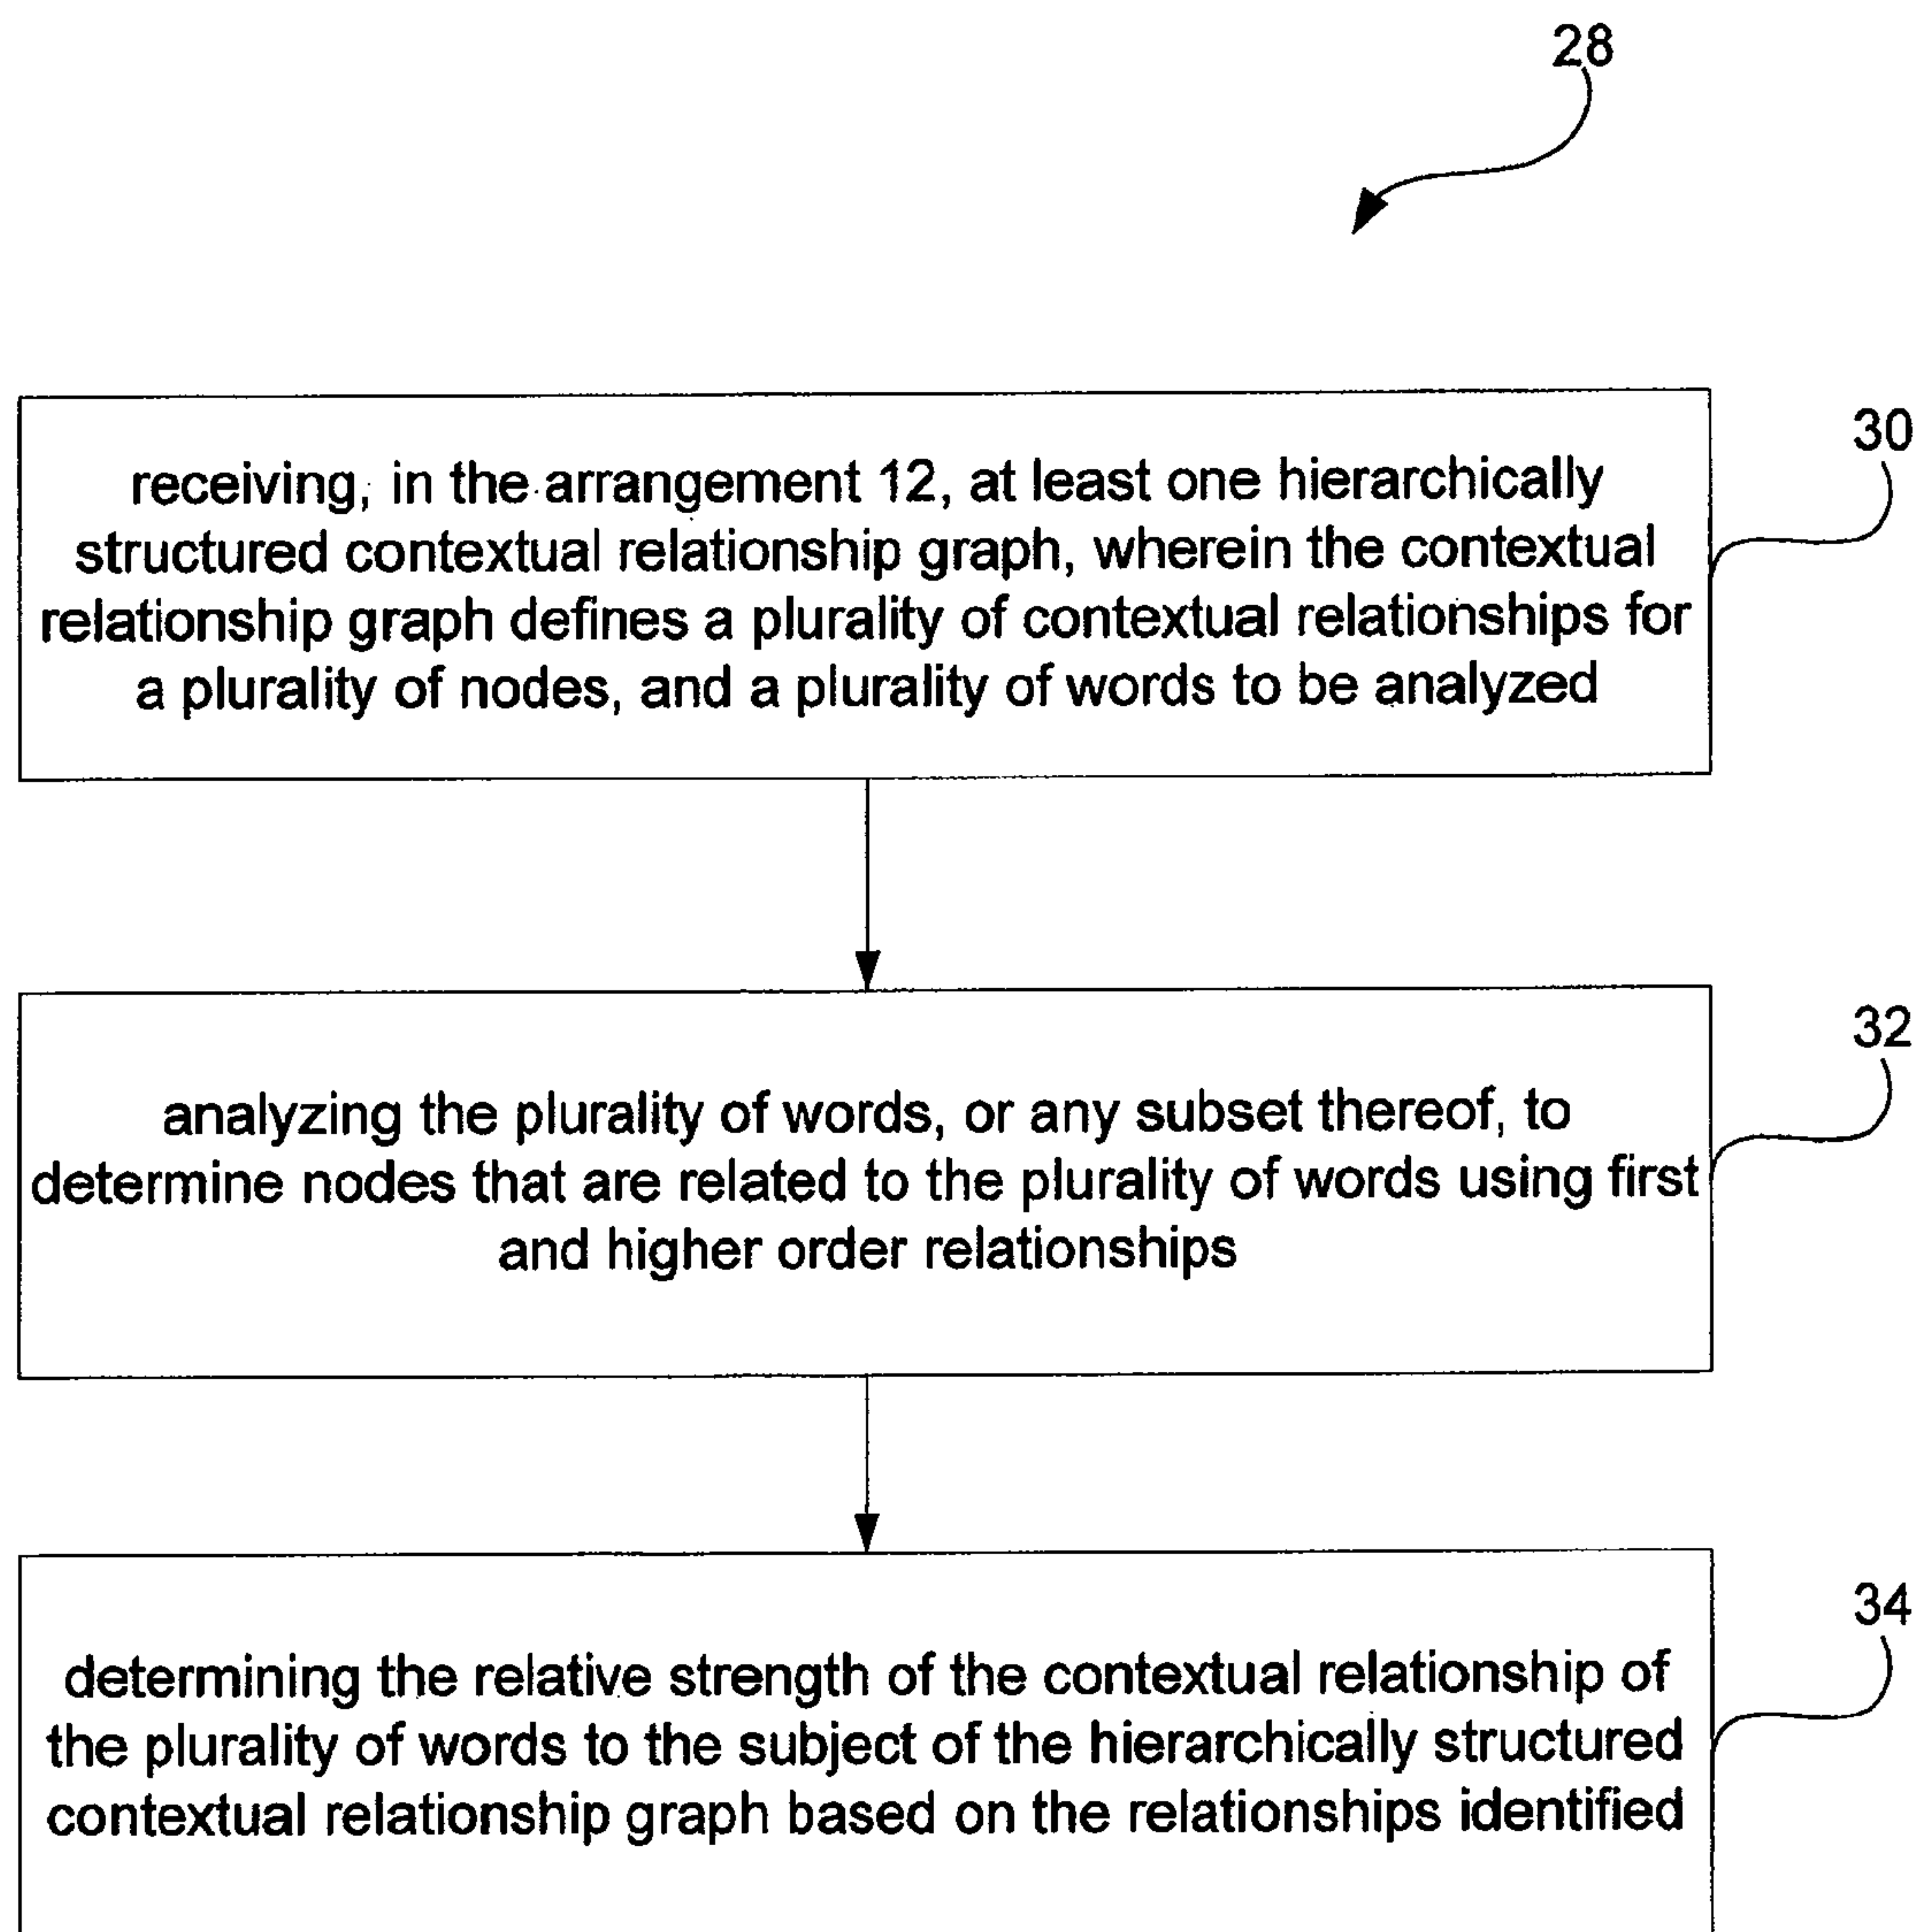 28
30
receiving, in the arrangement 12, at least one hierarchically
structured contextual relationship graph, wherein the contextual
relationship graph defines a plurality of contextual relationships for
a plurality of nodes, and a plurality of words to be analyzed
32
analyzing the plurality of words, or any subset thereof, to
determine nodes that are related to the plurality of words using first
and higher order relationships
34
determining the relative strength of the contextual relationship of
the plurality of words to the subject of the hierarchically structured
contextual relationship graph based on the relationships identified